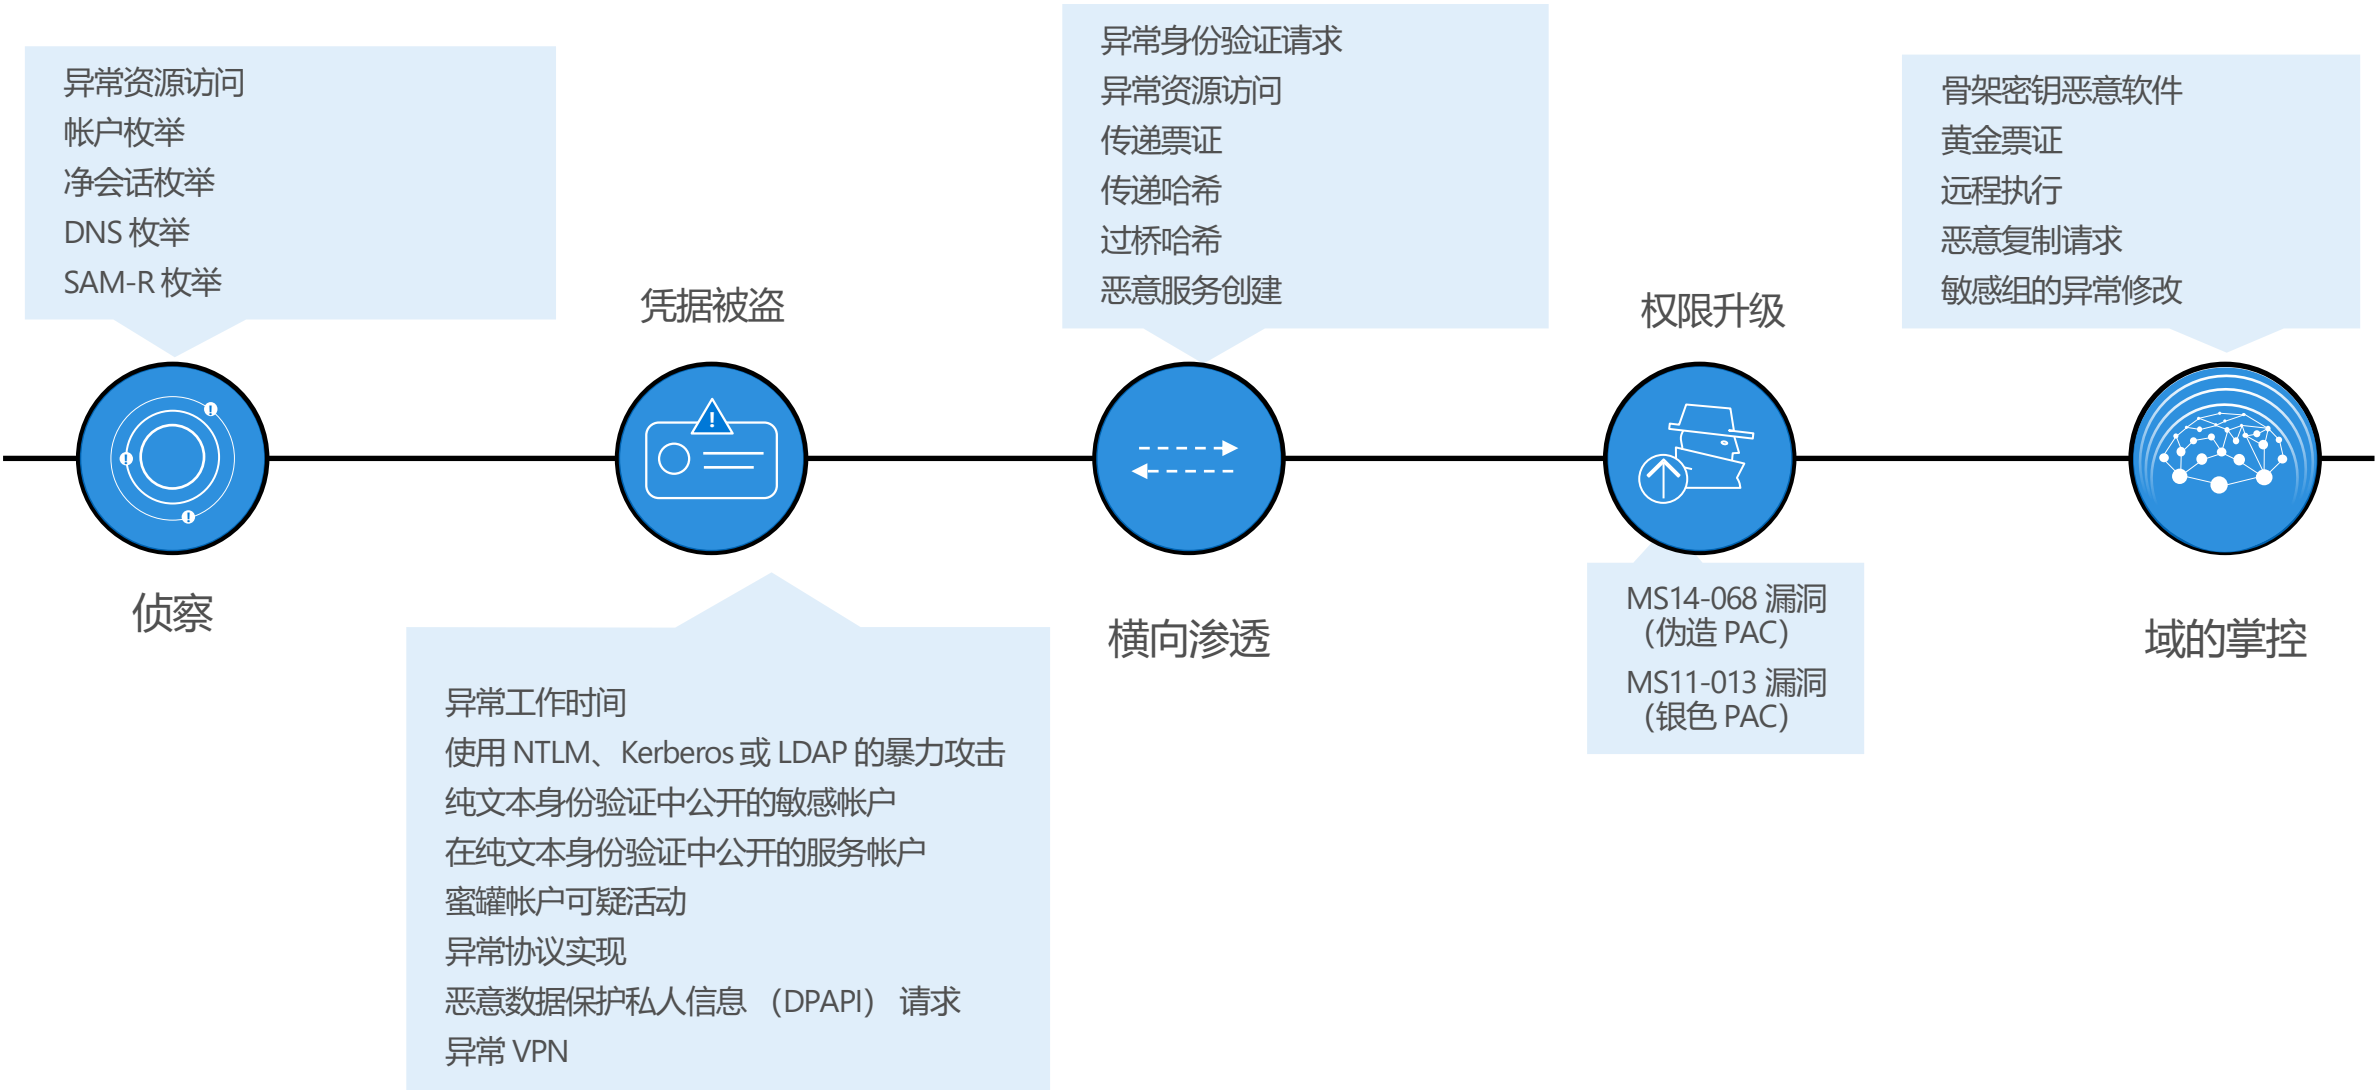 异常资源访问
帐户枚举
净会话枚举
DNS 枚举
SAM-R 枚举
侦察
凭据被盗
异常工作时间
使用 NTLM、Kerberos 或 LDAP 的暴力攻击
纯文本身份验证中公开的敏感帐户
在纯文本身份验证中公开的服务帐户
蜜罐帐户可疑活动
异常协议实现
恶意数据保护私人信息 （DPAPI） 请求
异常 VPN
异常身份验证请求
异常资源访问
传递票证
传递哈希
过桥哈希
恶意服务创建
横向渗透
权限升级
MS14-068 漏洞
（伪造 PAC）
MS11-013 漏洞
（银色 PAC）
骨架密钥恶意软件
黄金票证
远程执行
恶意复制请求
敏感组的异常修改
域的掌控